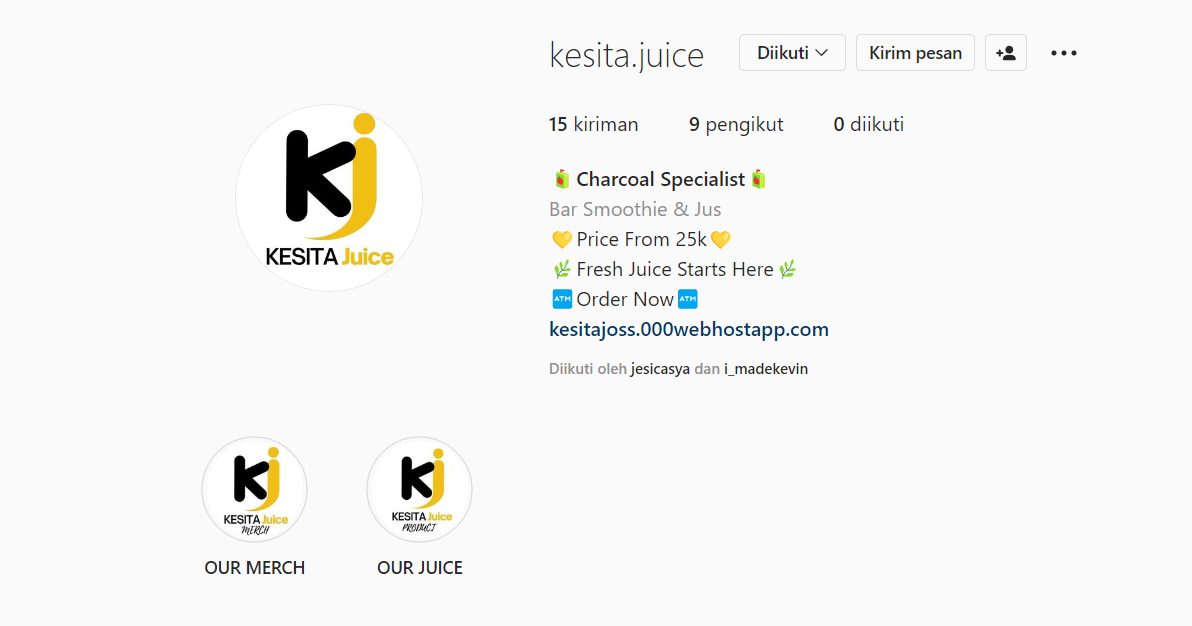 kesita.juice
Diikuti
Kirim pesan
15 kiriman
9 pengikut
0 diikuti
Charcoal Specialist
Bar Smoothie & Jus
Price From 25k
Fresh Juice Starts Here
ATM Order Now ATM
kesitajoss.000webhostapp.com
Diikuti oleh jesicasya dan i_madekevin
KJ
KESITA Juice
KJ
KESITA Juice
MERCH
KJ
KESITA Juice
PRODUCT
OUR MERCH
OUR JUICE